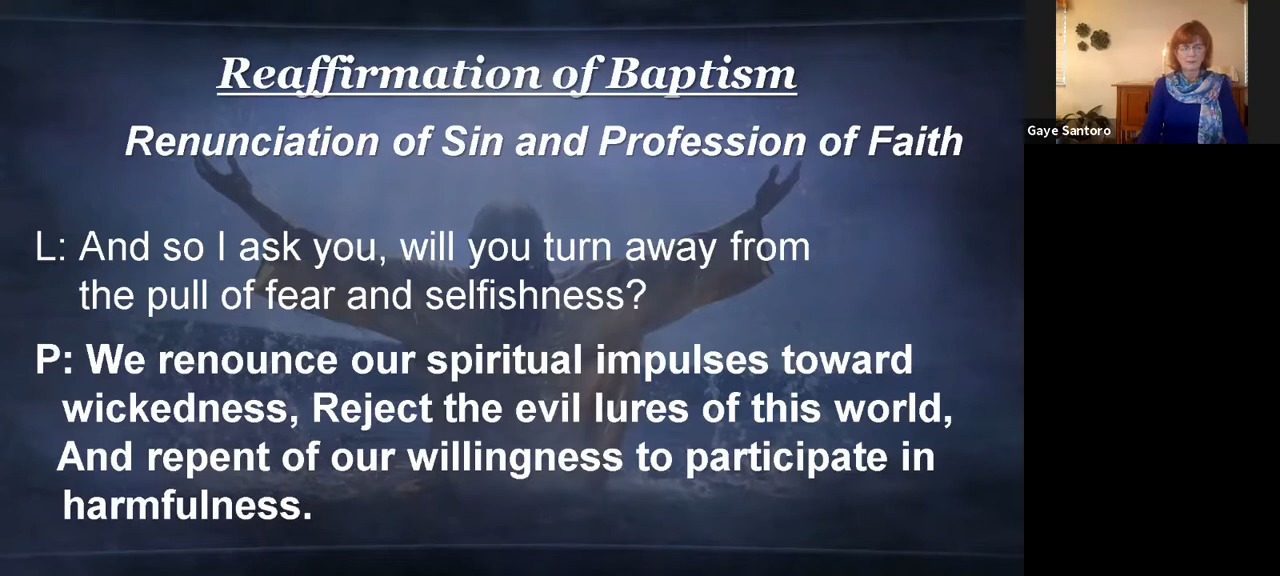 Reaffirmation of Baptism
Renunciation of Sin and Profession of Faith
L: And so I ask you, will you turn away from
the pull of fear and selfishness?
P: We renounce our spiritual impulses toward
wickedness, Reject the evil lures of this world,
And repent of our willingness to participate in
harmfulness.
Gaye Santoro